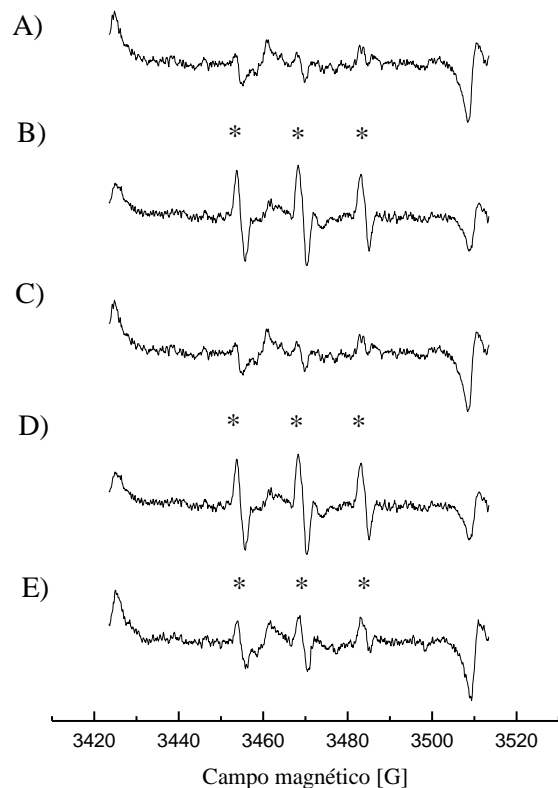 A)
B)
* * *
C)
D)
* * *
E)
* * *
3420 3440 3460 3480 3500 3520
Campo magnético [G]